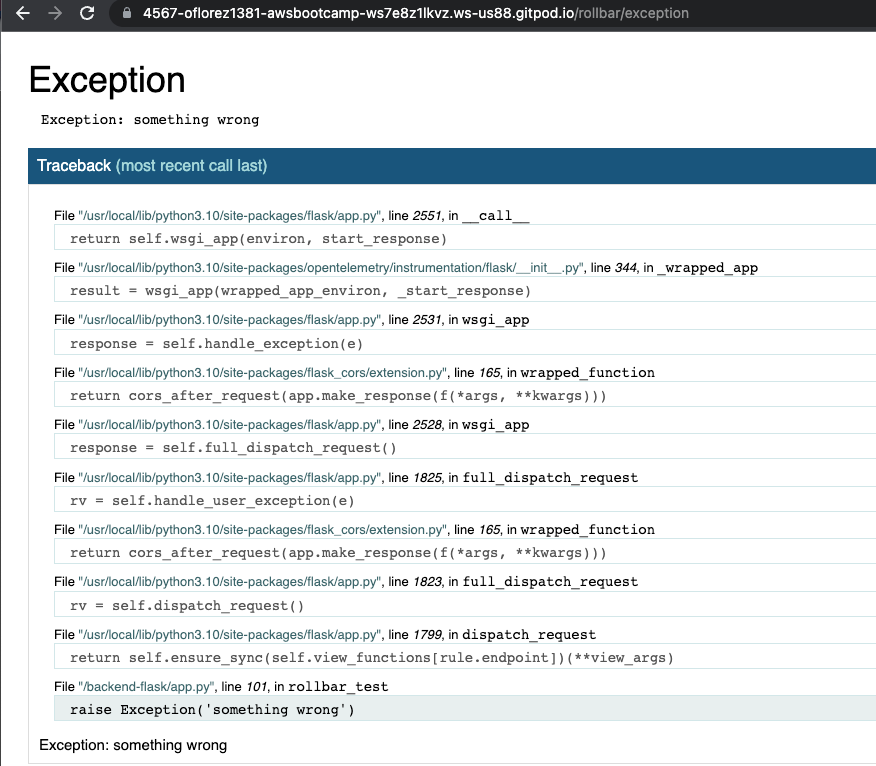 4567-oflorez1381-awsbootcamp-ws7e8z1lkvz.ws-us88.gitpod.io/rollbar/exception
Exception
Exception: something wrong
Traceback (most recent call last)
File "/usr/local/lib/python3.10/site-packages/flask/app.py", line 2551, in __call__
return self.wsgi_app(environ, start_response)
File "/usr/local/lib/python3.10/site-packages/opentelemetry/instrumentation/flask/__init__.py", line 344, in _wrapped_app
result = wsgi_app(wrapped_app_environ, _start_response)
File "/usr/local/lib/python3.10/site-packages/flask/app.py", line 2531, in wsgi_app
response = self.handle_exception(e)
File "/usr/local/lib/python3.10/site-packages/flask_cors/extension.py", line 165, in wrapped_function
return cors_after_request(app.make_response(f(*args, **kwargs)))
File "/usr/local/lib/python3.10/site-packages/flask/app.py", line 2528, in wsgi_app
response = self.full_dispatch_request()
File "/usr/local/lib/python3.10/site-packages/flask/app.py", line 1825, in full_dispatch_request
rv = self.handle_user_exception(e)
File "/usr/local/lib/python3.10/site-packages/flask_cors/extension.py", line 165, in wrapped_function
return cors_after_request(app.make_response(f(*args, **kwargs)))
File "/usr/local/lib/python3.10/site-packages/flask/app.py", line 1823, in full_dispatch_request
rv = self.dispatch_request()
File "/usr/local/lib/python3.10/site-packages/flask/app.py", line 1799, in dispatch_request
return self.ensure_sync(self.view_functions[rule.endpoint])(**view_args)
File "/backend-flask/app.py", line 101, in rollbar_test
raise Exception('something wrong')
Exception: something wrong